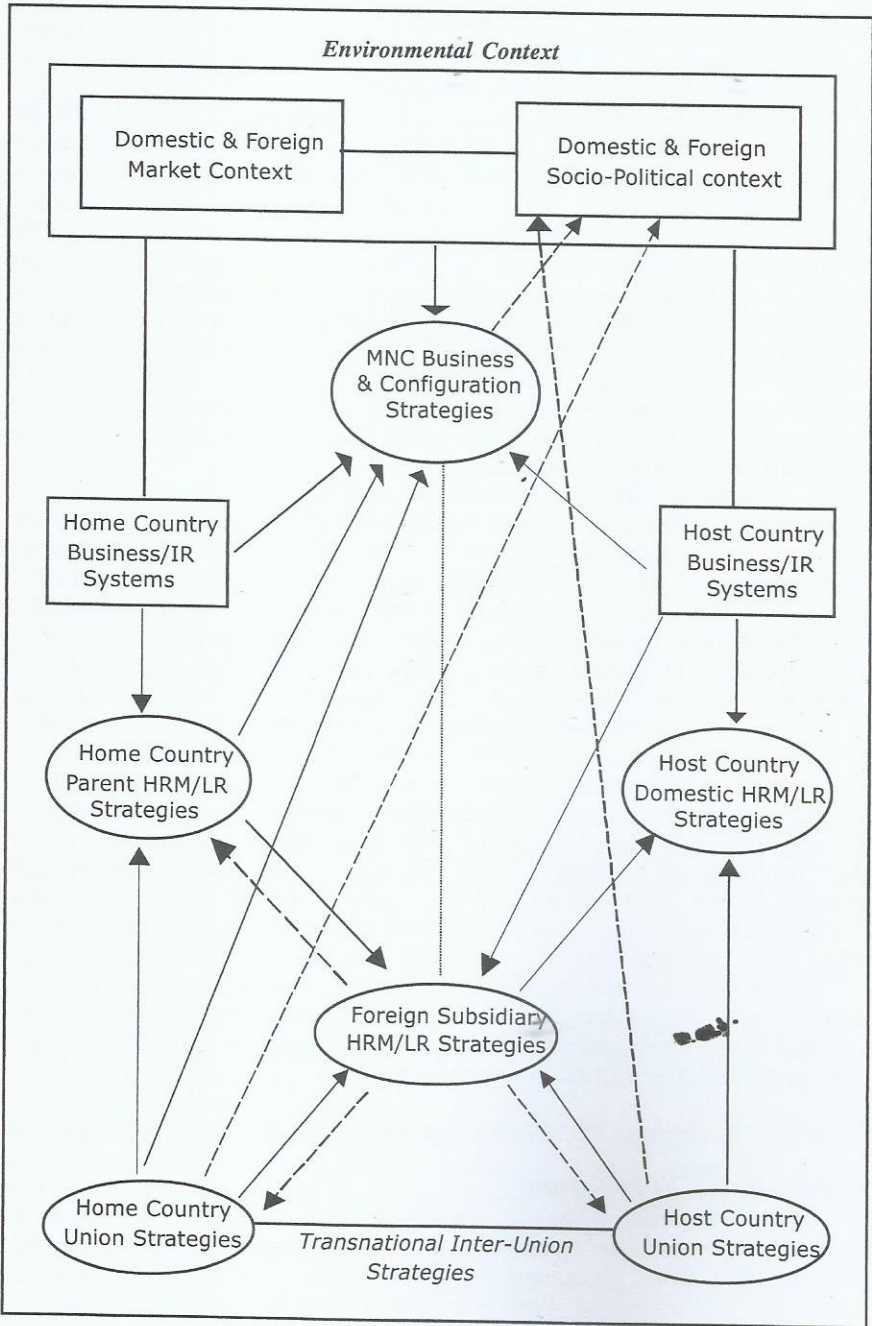 Environmental Context
Domestic & Foreign
Market Context
Domestic & Foreign
Socio-Political context
MNC Business
& Configuration
Strategies
Home Country
Business/IR
Systems
Host Country
Business/IR
Systems
Home Country
Parent HRM/LR
Strategies
Host Country
Domestic HRM/LR
Strategies
Foreign Subsidiary
HRM/LR Strategies
Home Country
Union Strategies
Transnational Inter-Union
Strategies
Host Country
Union Strategies